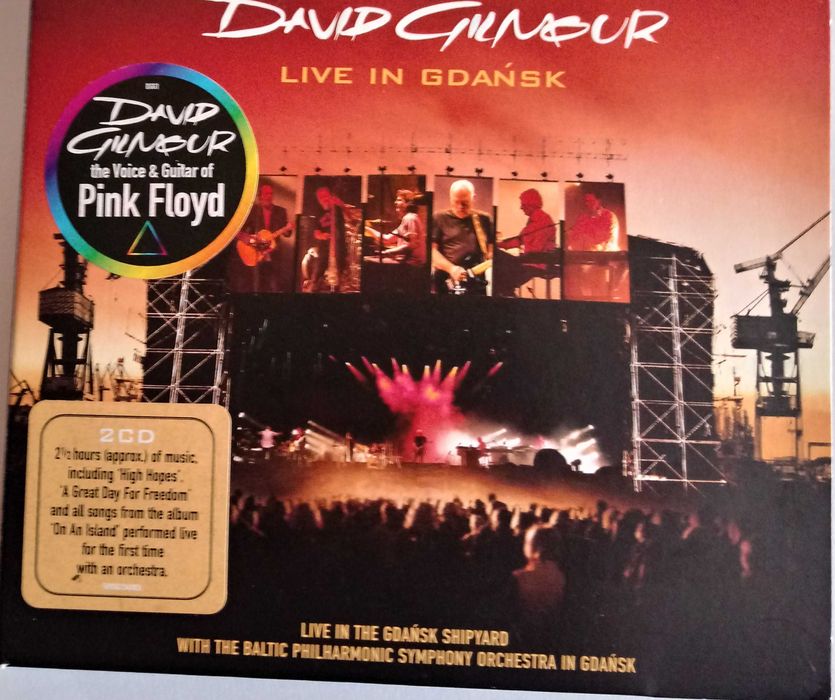 DAVID GILMOUR
LIVE IN GDAŃSK
DAVID
GILMOUR
the Voice & Guitar of
Pink Floyd
2CD
2½ hours (approx.) of music,
including 'High Hopes',
'A Great Day For Freedom'
and all songs from the album
'On An Island' performed live
for the first time
with an orchestra.
LIVE IN THE GDAŃSK SHIPYARD
WITH THE BALTIC PHILHARMONIC SYMPHONY ORCHESTRA IN GDAŃSK